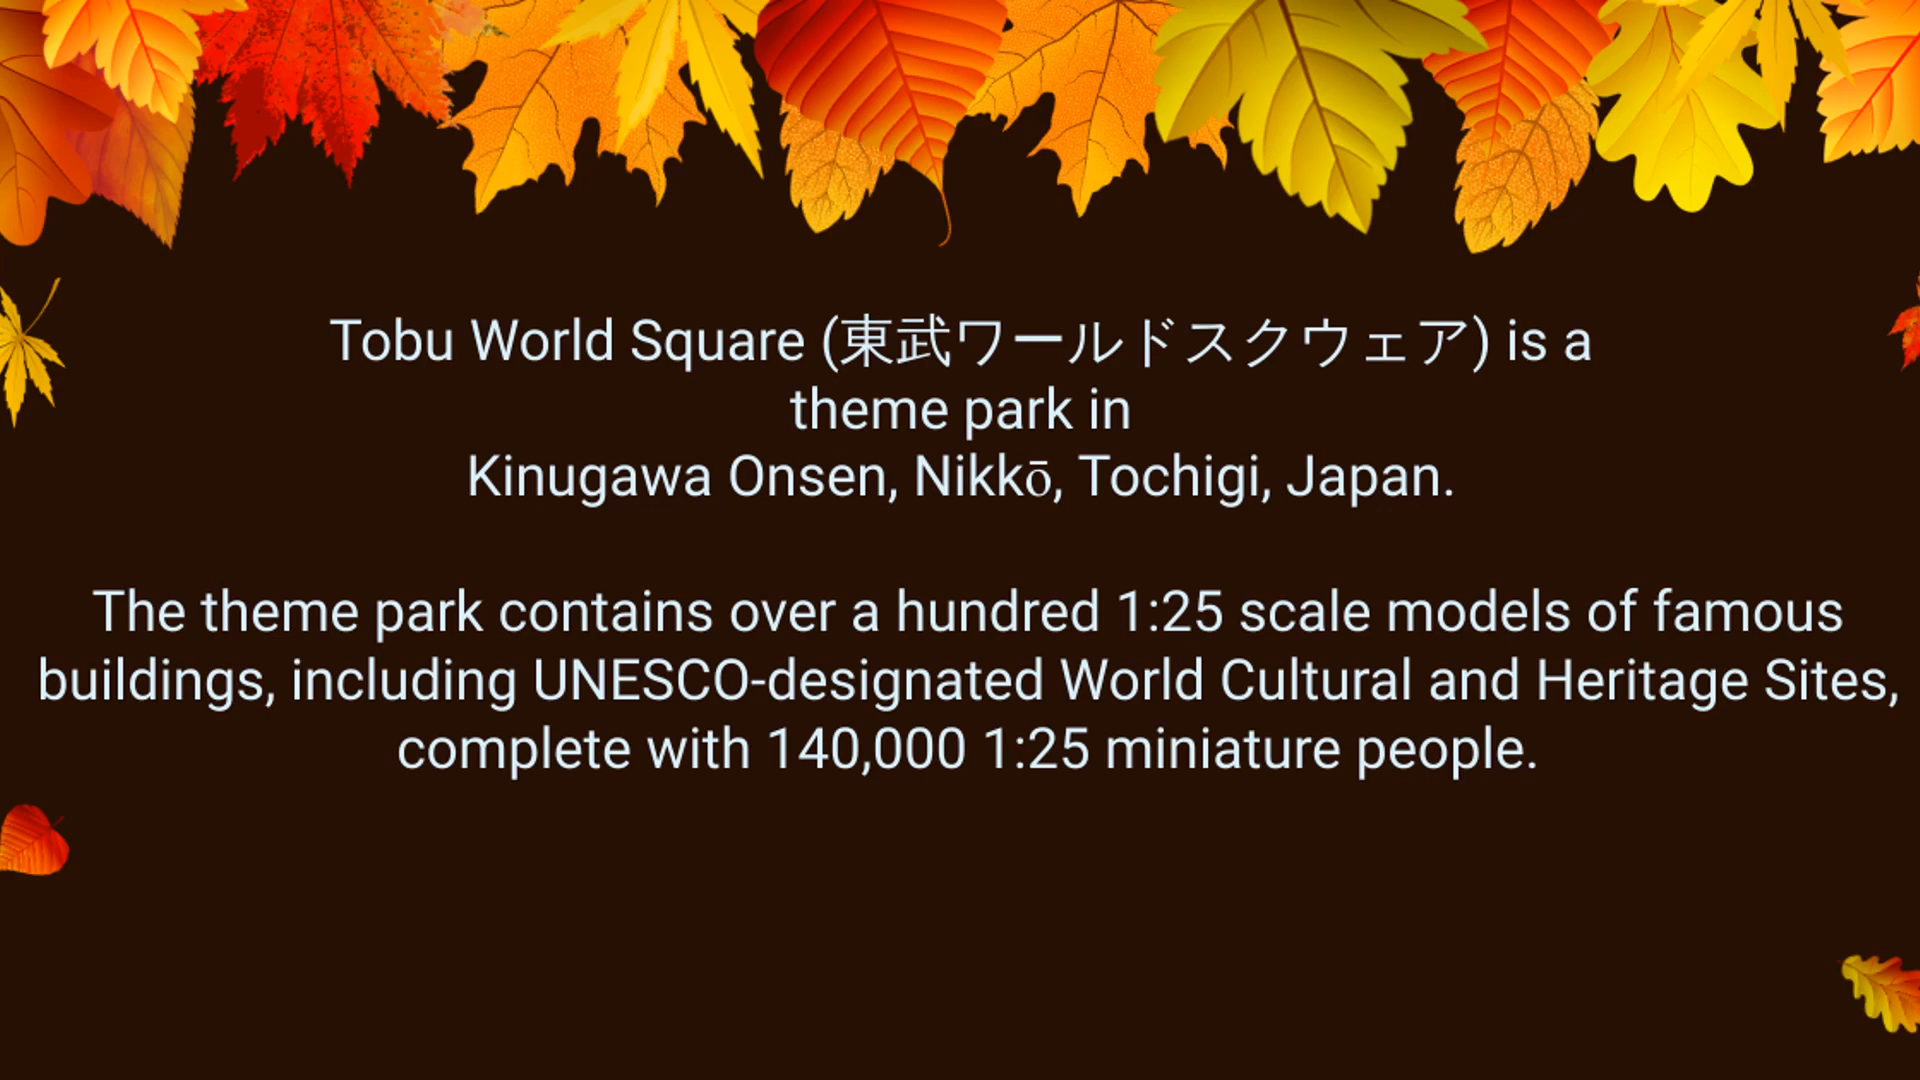 Tobu World Square (東武ワールドスクウェア) is a
theme park in
Kinugawa Onsen, Nikkō, Tochigi, Japan.
The theme park contains over a hundred 1:25 scale models of famous
buildings, including UNESCO-designated World Cultural and Heritage Sites,
complete with 140,000 1:25 miniature people.